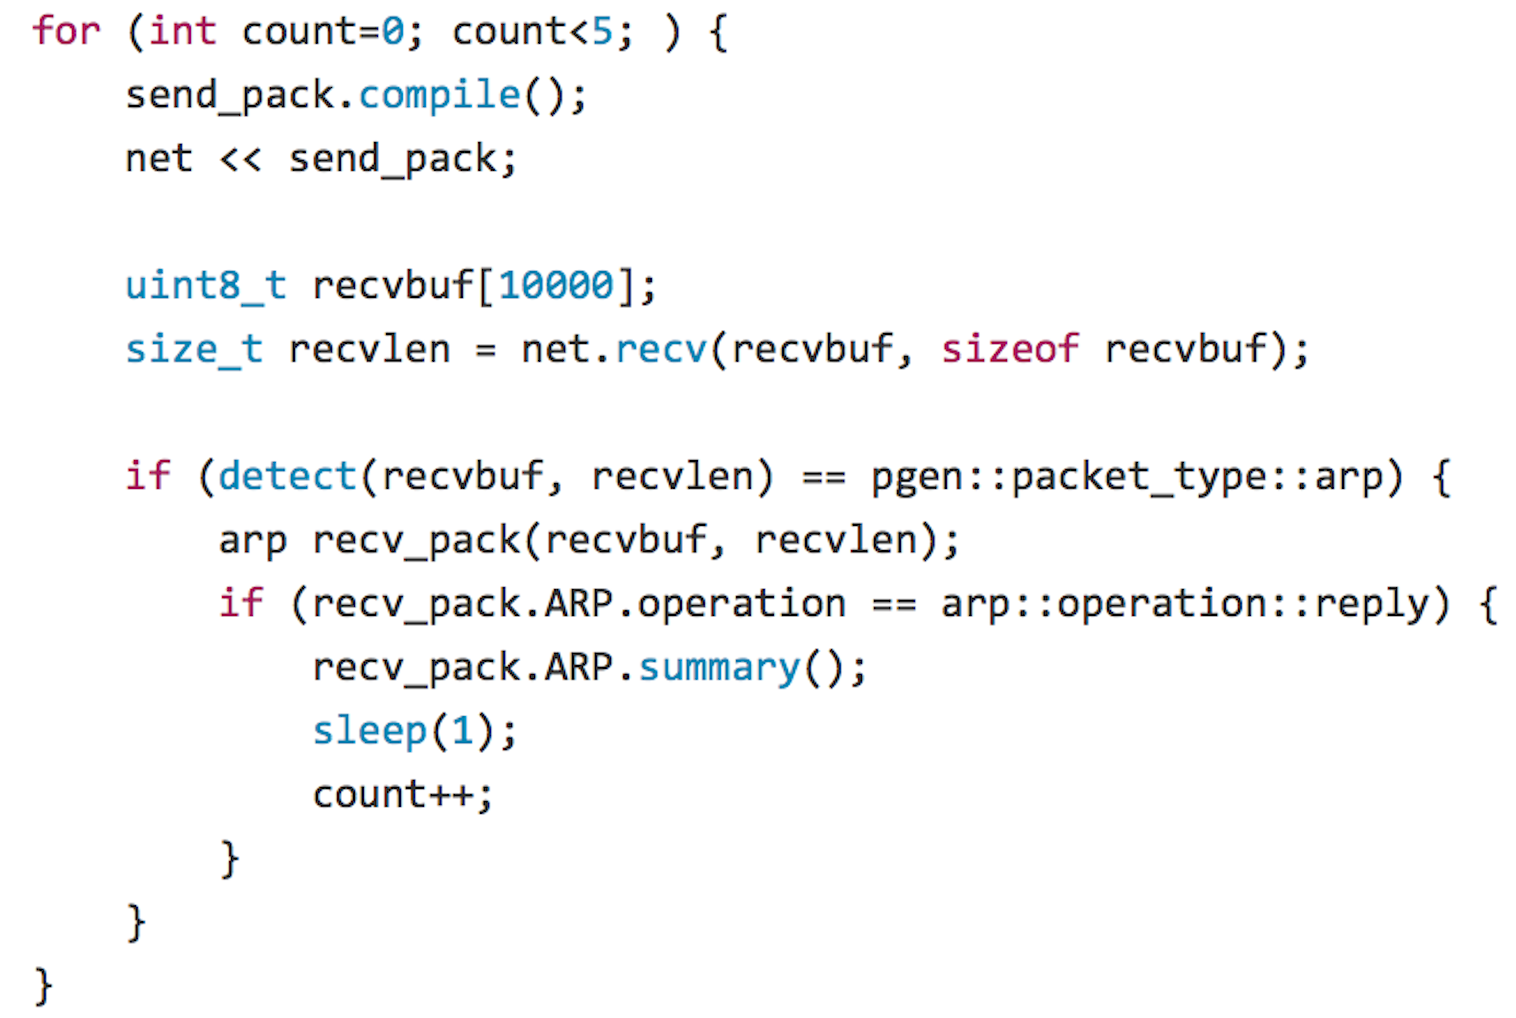 for (int count=0; count<5; ) {
    send_pack.compile();
    net << send_pack;

    uint8_t recvbuf[10000];
    size_t recvlen = net.recv(recvbuf, sizeof recvbuf);

    if (detect(recvbuf, recvlen) == pgen::packet_type::arp) {
        arp recv_pack(recvbuf, recvlen);
        if (recv_pack.ARP.operation == arp::operation::reply) {
            recv_pack.ARP.summary();
            sleep(1);
            count++;
        }
    }
}